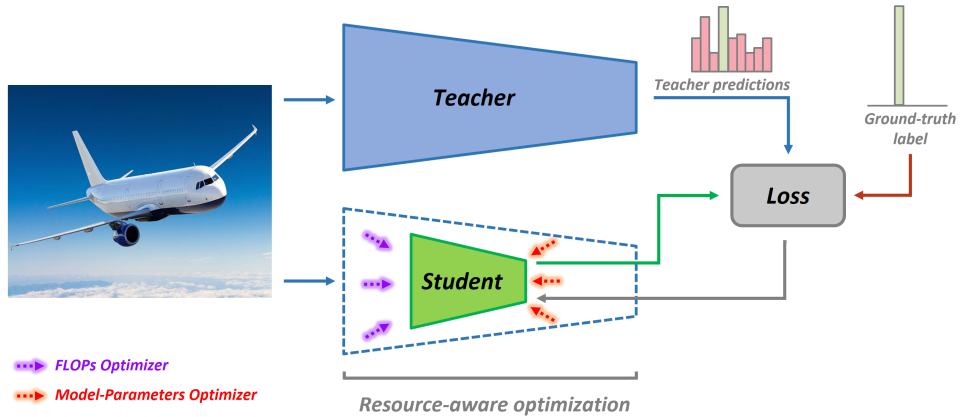 Teacher
Teacher predictions
Ground-truth
label
Loss
Student
FLOPs Optimizer
Model-Parameters Optimizer
Resource-aware optimization